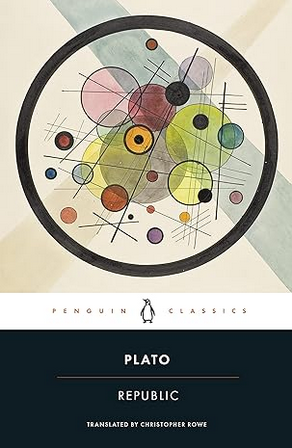 PENGUIN CLASSICS
PLATO
REPUBLIC
TRANSLATED BY CHRISTOPHER ROWE